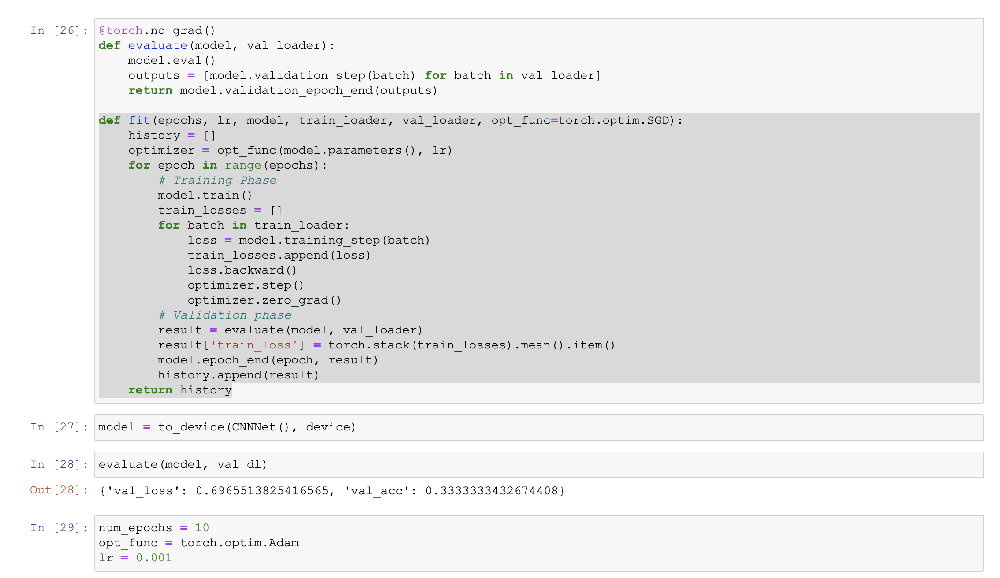 In [26]: @torch.no_grad()
def evaluate(model, val_loader):
    model.eval()
    outputs = [model.validation_step(batch) for batch in val_loader]
    return model.validation_epoch_end(outputs)

def fit(epochs, lr, model, train_loader, val_loader, opt_func=torch.optim.SGD):
    history = []
    optimizer = opt_func(model.parameters(), lr)
    for epoch in range(epochs):
        # Training Phase
        model.train()
        train_losses = []
        for batch in train_loader:
            loss = model.training_step(batch)
            train_losses.append(loss)
            loss.backward()
            optimizer.step()
            optimizer.zero_grad()
        # Validation phase
        result = evaluate(model, val_loader)
        result['train_loss'] = torch.stack(train_losses).mean().item()
        model.epoch_end(epoch, result)
        history.append(result)
    return history
In [27]: model = to_device(CNNNet(), device)
In [28]: evaluate(model, val_dl)
Out[28]: {'val_loss': 0.6965513825416565, 'val_acc': 0.3333333432674408}
In [29]: num_epochs = 10
opt_func = torch.optim.Adam
lr = 0.001